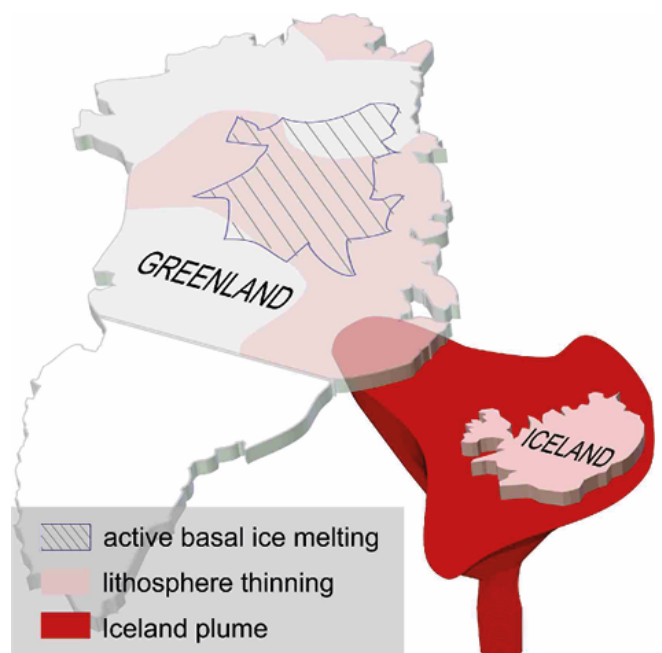 GREENLAND
ICELAND
active basal ice melting
lithosphere thinning
Iceland plume